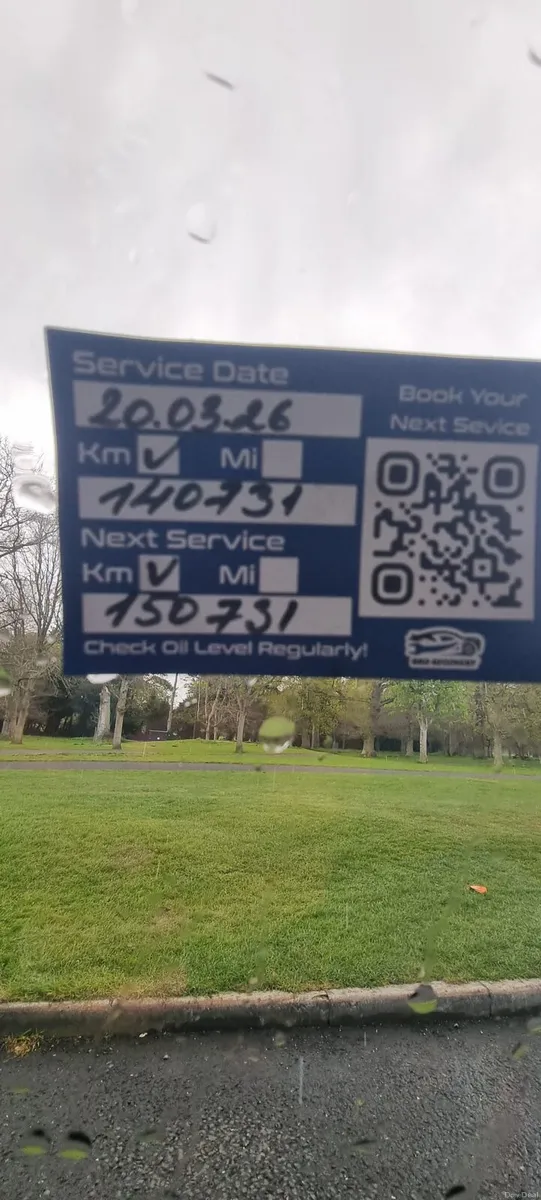 Service Date
20.03.26
Km ✓ Mi
140731
Next Service
Km ✓ Mi
150731
Check Oil Level Regularly!
Book Your
Next Sevice